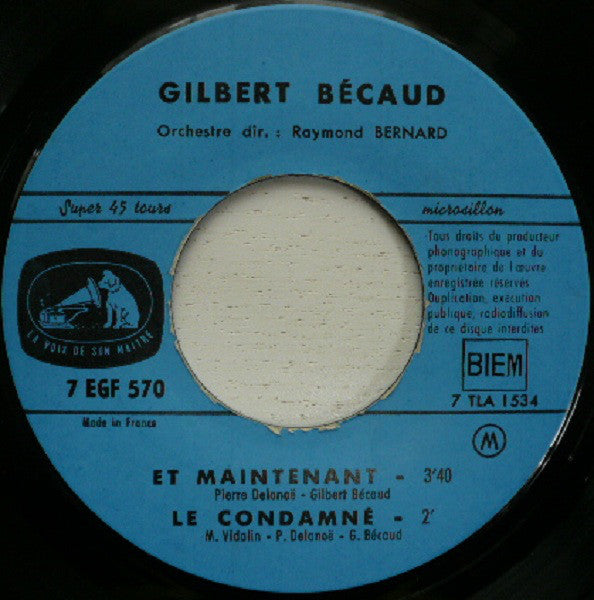 GILBERT BÉCAUD
Orchestre dir. : Raymond BERNARD
Super 45 tours
microsillon
Tous droits du producteur
phonographique et du
propriétaire de l'œuvre
enregistrée réservés
Duplication, exécution
publique, radiodiffusion
de ce disque interdites
LA VOIX DE SON MAITRE
7 EGF 570
BIEM
7 TLA 1534
Made in France
M
ET MAINTENANT - 3'40
Pierre Delanoë - Gilbert Bécaud
LE CONDAMNÉ - 2'
M. Vidalin - P. Delanoë - G. Bécaud